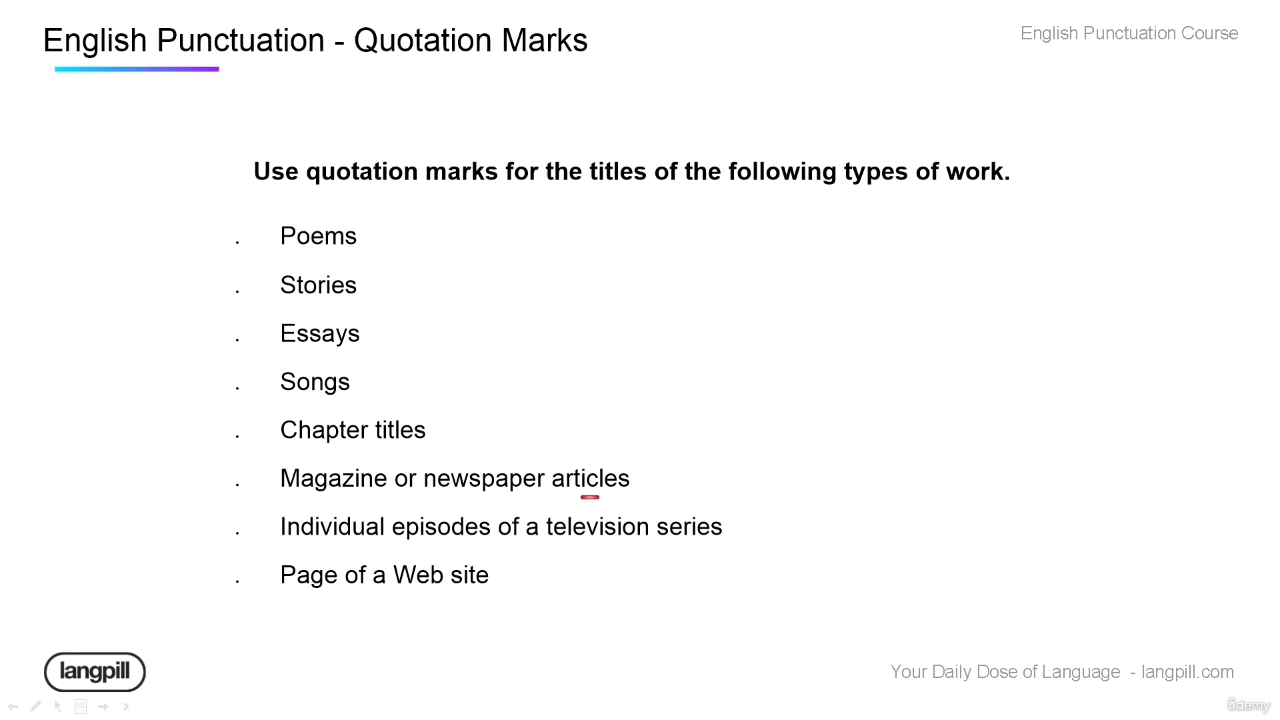 English Punctuation - Quotation Marks
English Punctuation Course
Use quotation marks for the titles of the following types of work.
. Poems
. Stories
. Essays
. Songs
. Chapter titles
. Magazine or newspaper articles
. Individual episodes of a television series
. Page of a Web site
langpill
Your Daily Dose of Language - langpill.com
ûdemy